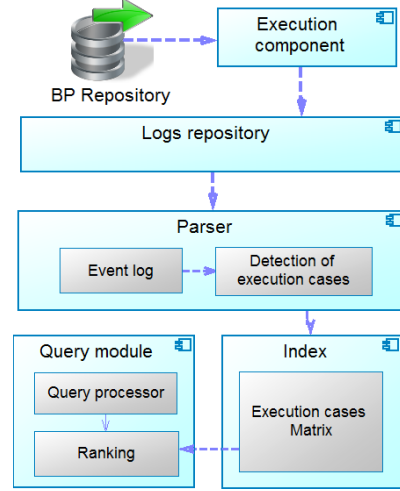 Execution
component
BP Repository
Logs repository
Parser
Event log
Detection of
execution cases
Query module
Query processor
Ranking
Index
Execution cases
Matrix